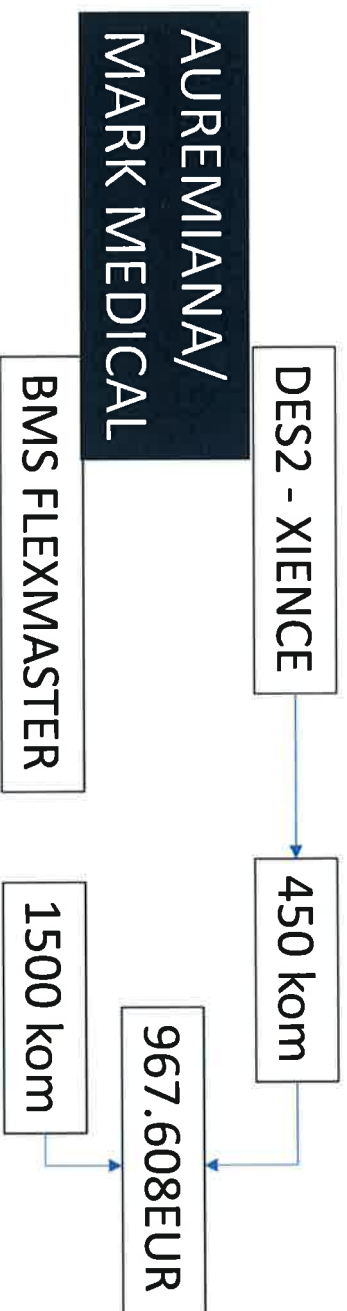 AUREMIANA/
MARK MEDICAL
DES2 - XIENCE
450 kom
BMS FLEXMASTER
1500 kom
967.608EUR